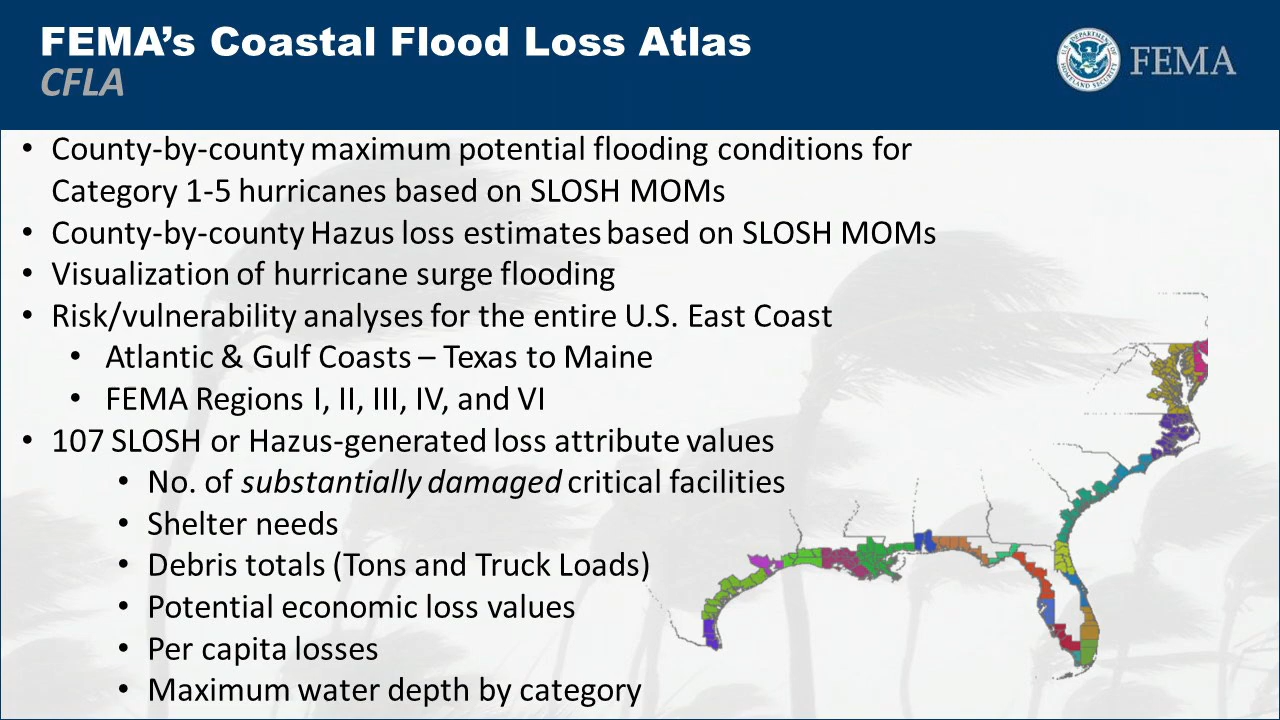 FEMA's Coastal Flood Loss Atlas
CFLA
FEMA
• County-by-county maximum potential flooding conditions for
Category 1-5 hurricanes based on SLOSH MOMs
• County-by-county Hazus loss estimates based on SLOSH MOMs
• Visualization of hurricane surge flooding
• Risk/vulnerability analyses for the entire U.S. East Coast
• Atlantic & Gulf Coasts – Texas to Maine
• FEMA Regions I, II, III, IV, and VI
• 107 SLOSH or Hazus-generated loss attribute values
• No. of substantially damaged critical facilities
• Shelter needs
• Debris totals (Tons and Truck Loads)
• Potential economic loss values
• Per capita losses
• Maximum water depth by category